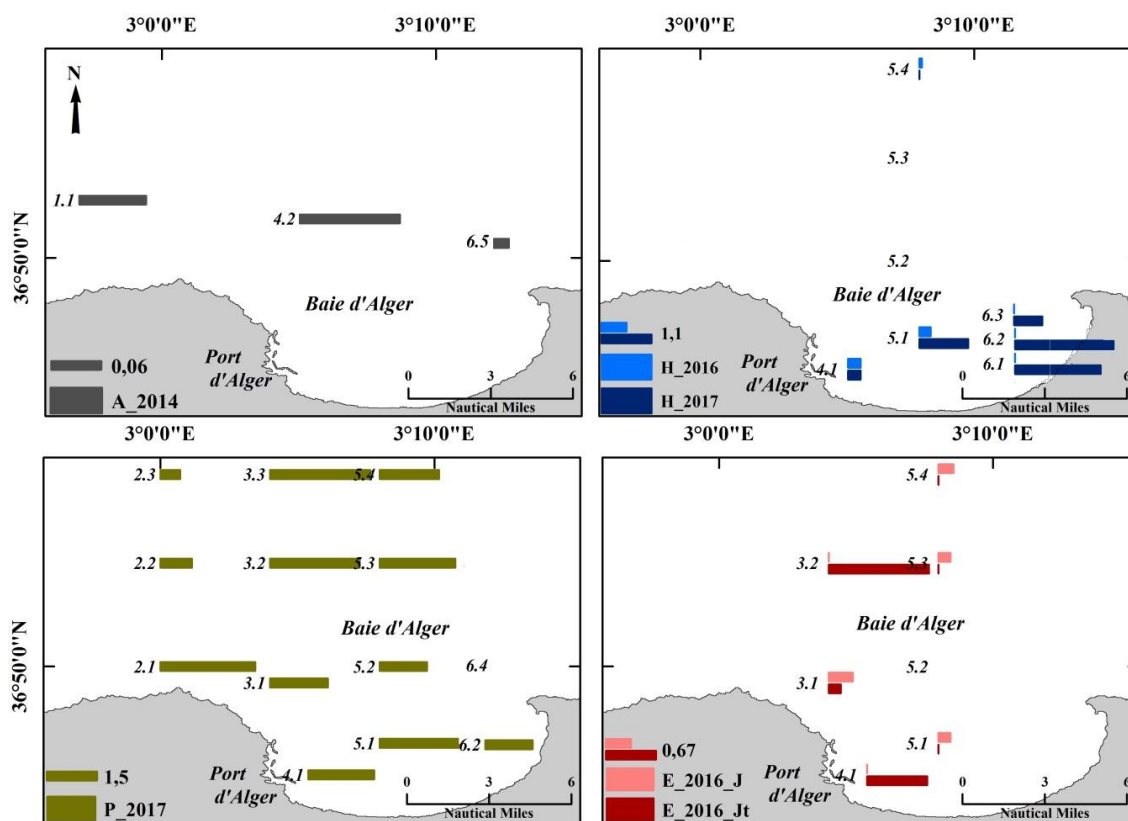 3°0'0"E 3°10'0"E 3°0'0"E 3°10'0"E
N
5.4
5.3
1.1
4.2
6.5
5.2
36°50'0"N
Baie d'Alger
Baie d'Alger
6.3
1,1
5.1
6.2
0,06
Port
d'Alger
H_2016
Port
d'Alger
4.1
6.1
A_2014
0 3 6
Nautical Miles
H_2017
0 3 6
Nautical Miles
3°0'0"E 3°10'0"E 3°0'0"E 3°10'0"E
2.3 3.3 5.4
5.4
2.2 3.2 5.3
3.2 5.3
Baie d'Alger
Baie d'Alger
36°50'0"N
2.1
5.2 6.4
5.2
3.1
3.1
5.1 6.2
5.1
1,5
Port
d'Alger
4.1
0,67
Port
d'Alger
4.1
P_2017
0 3 6
Nautical Miles
E_2016_J
E_2016_Jt
0 3 6
Nautical Miles